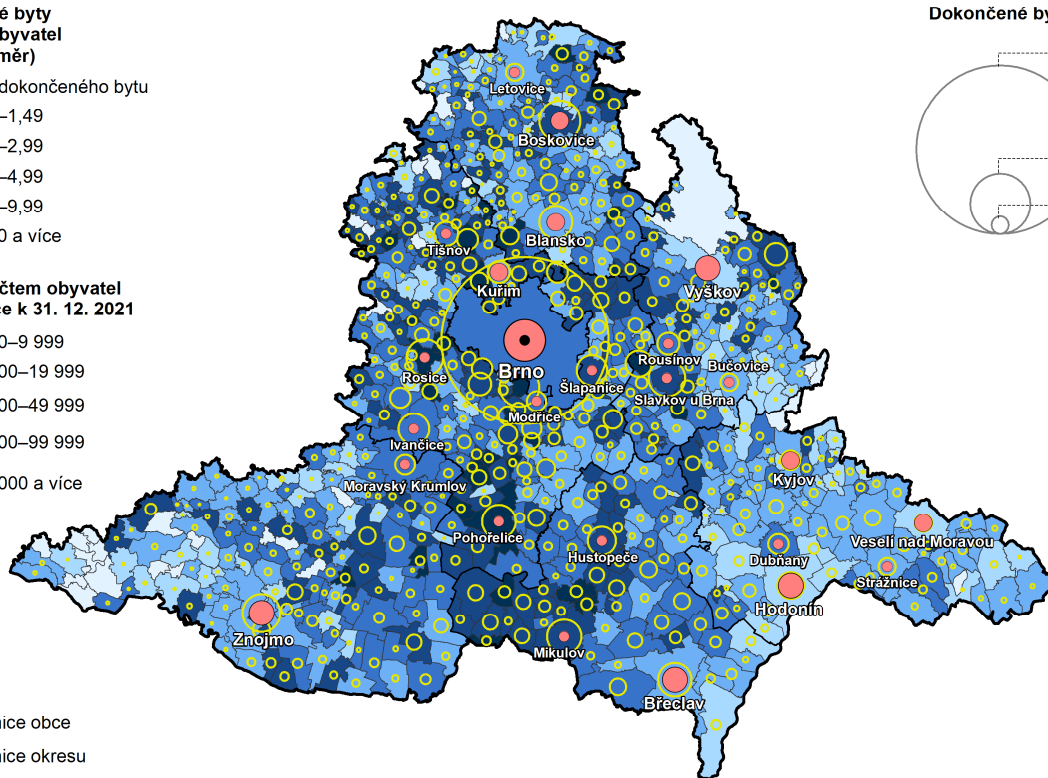 é byty
byvatel
měr)
dokončeného bytu
–1,49
–2,99
–4,99
–9,99
0 a více
čtem obyvatel
ce k 31. 12. 2021
0–9 999
00–19 999
00–49 999
00–99 999
000 a více
nice obce
nice okresu
Dokončené by
Letovice
Boskovice
Tišnov
Blansko
Kuřim
Vyškov
Brno
Rosice
Šlapanice
Rousínov
Bučovice
Slavkov u Brna
Modřice
Ivančice
Moravský Krumlov
Kyjov
Pohořelice
Hustopeče
Veselí nad Moravou
Dubňany
Strážnice
Hodonín
Znojmo
Mikulov
Břeclav